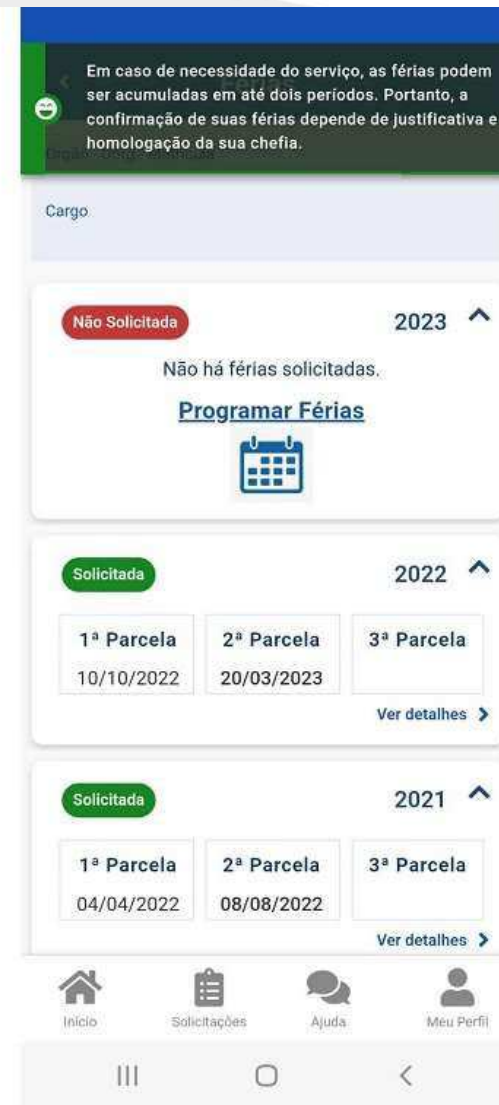 Em caso de necessidade do serviço, as férias podem
ser acumuladas em até dois períodos. Portanto, a
confirmação de suas férias depende de justificativa e
homologação da sua chefia.
Férias
Cargo
Não Solicitada
2023
Não há férias solicitadas.
Programar Férias
Solicitada
2022
1ª Parcela 2ª Parcela 3ª Parcela
10/10/2022 20/03/2023
Ver detalhes
Solicitada
2021
1ª Parcela 2ª Parcela 3ª Parcela
04/04/2022 08/08/2022
Ver detalhes
Início Solicitações Ajuda Meu Perfil